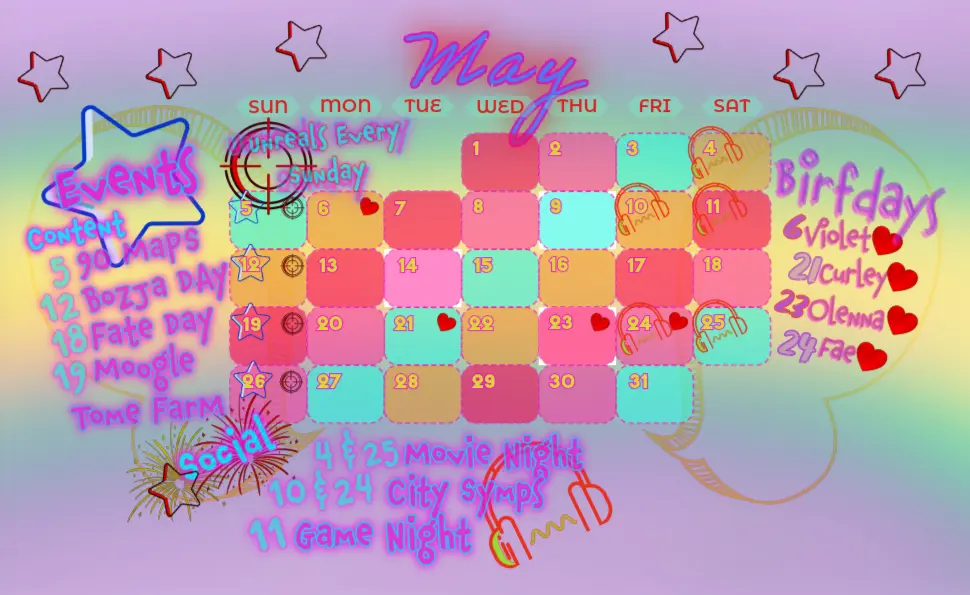 May
SUN MON TUE WED THU FRI SAT
Unreals Every
Sunday
1 2 3 4
5 6 7 8 9 10 11
12 13 14 15 16 17 18
19 20 21 22 23 24 25
26 27 28 29 30 31
Events
Content
5 90 Maps
12 Bozja DAY
18 Fate Day
19 Moogle
Tome Farm
Birfdays
6 Violet
21 Curley
23 Olenna
24 Fae
Social
4 & 25 Movie Night
10 & 24 City Symps
11 Game Night